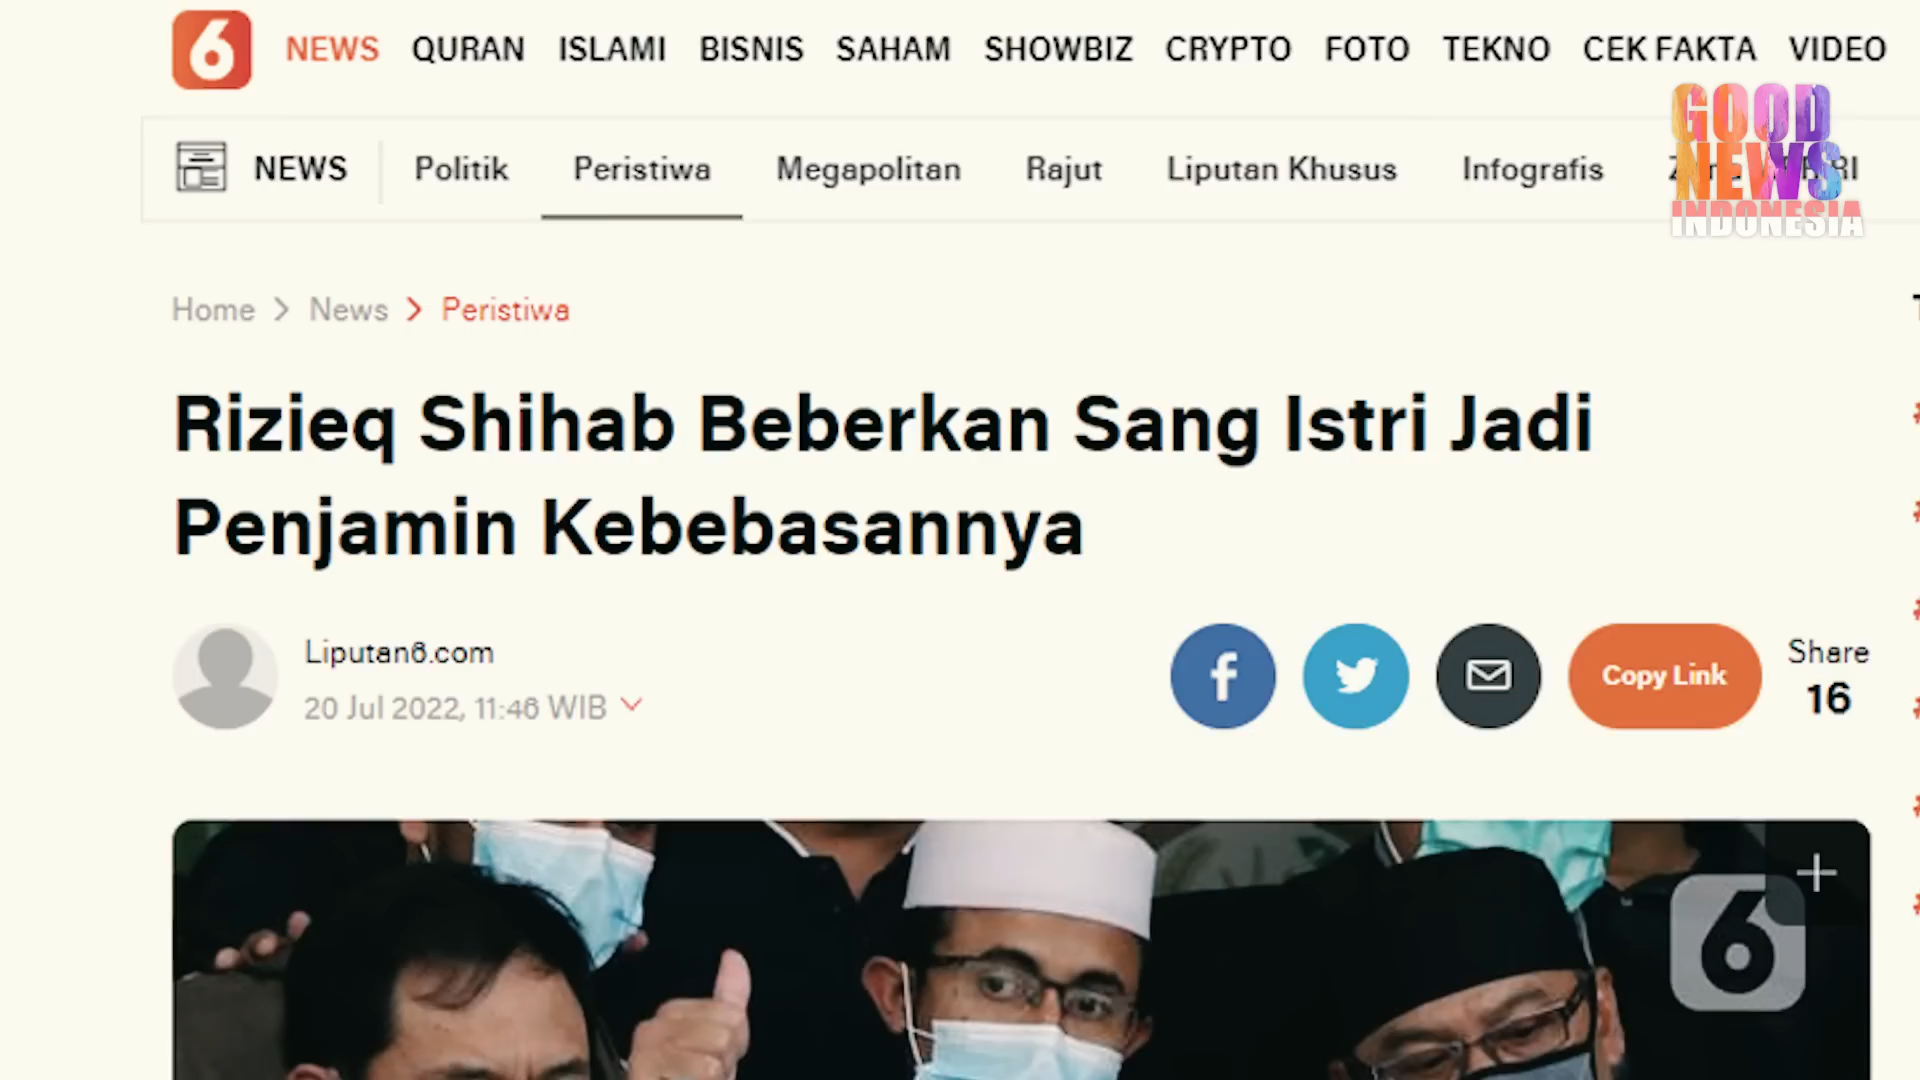 6 NEWS QURAN ISLAMI BISNIS SAHAM SHOWBIZ CRYPTO FOTO TEKNO CEK FAKTA VIDEO
GOOD
NEWS
INDONESIA
NEWS Politik Peristiwa Megapolitan Rajut Liputan Khusus Infografis
Home > News > Peristiwa
Rizieq Shihab Beberkan Sang Istri Jadi
Penjamin Kebebasannya
Liputan6.com
20 Jul 2022, 11:46 WIB
Copy Link
Share
16
6